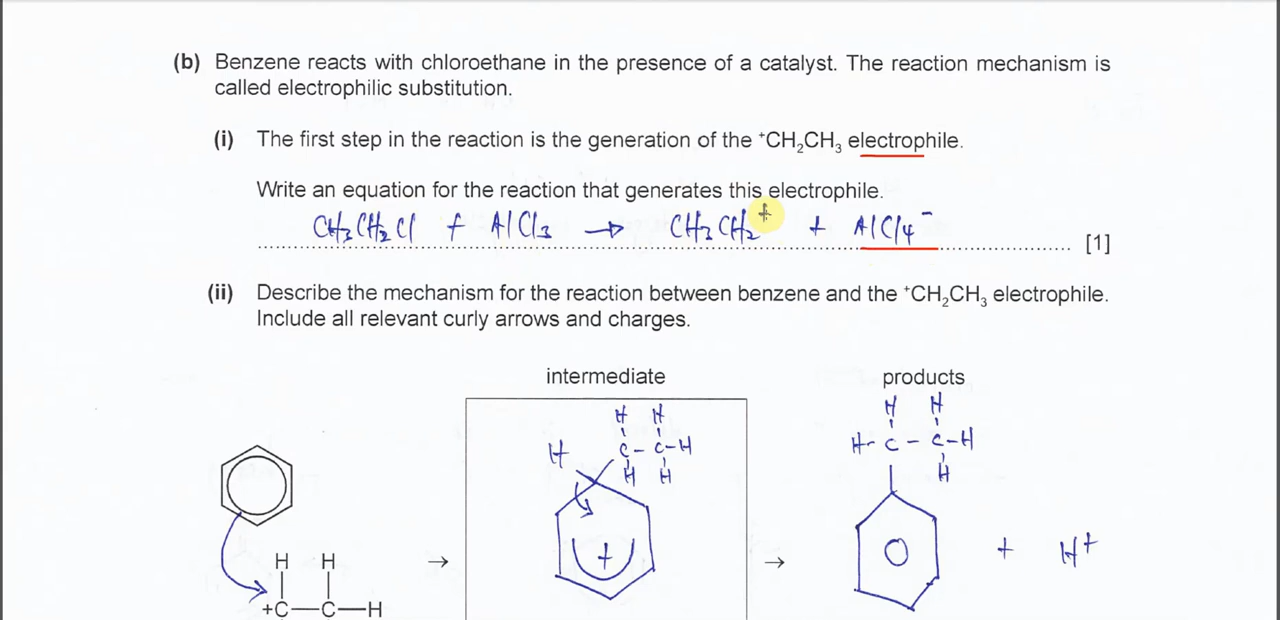 (b) Benzene reacts with chloroethane in the presence of a catalyst. The reaction mechanism is
called electrophilic substitution.
(i) The first step in the reaction is the generation of the ⁺CH₂CH₃ electrophile.
Write an equation for the reaction that generates this electrophile.
CH₃CH₂Cl + AlCl₃ → CH₃CH₂⁺ + AlCl₄⁻
[1]
(ii) Describe the mechanism for the reaction between benzene and the ⁺CH₂CH₃ electrophile.
Include all relevant curly arrows and charges.
intermediate products
H H H H
H C-C-H H-C-C-H
H H H
+ + H⁺
H H
→ →
+C—C—H